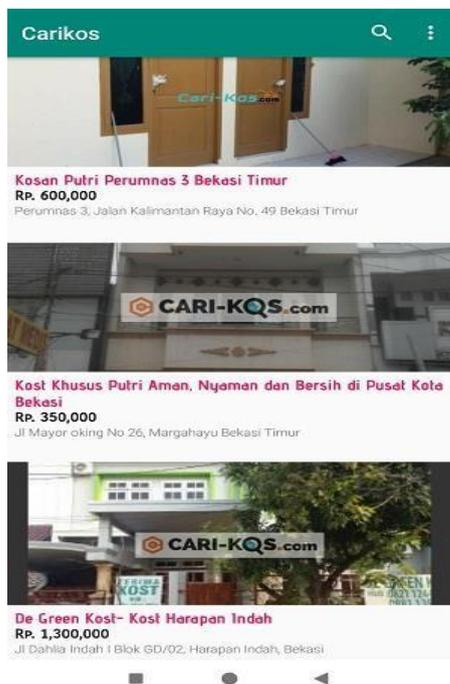 Carikos
Cari-Kos.com
Kosan Putri Perumnas 3 Bekasi Timur
Rp. 600,000
Perumnas 3, Jalan Kalimantan Raya No. 49 Bekasi Timur
CARI-KOS.com
Kost Khusus Putri Aman, Nyaman dan Bersih di Pusat Kota
Bekasi
Rp. 350,000
Jl Mayor oking No 26, Margahayu Bekasi Timur
CARI-KOS.com
TERIMA
KOST
De Green Kost- Kost Harapan Indah
Rp. 1,300,000
Jl Dahlia Indah I Blok GD/02, Harapan Indah, Bekasi